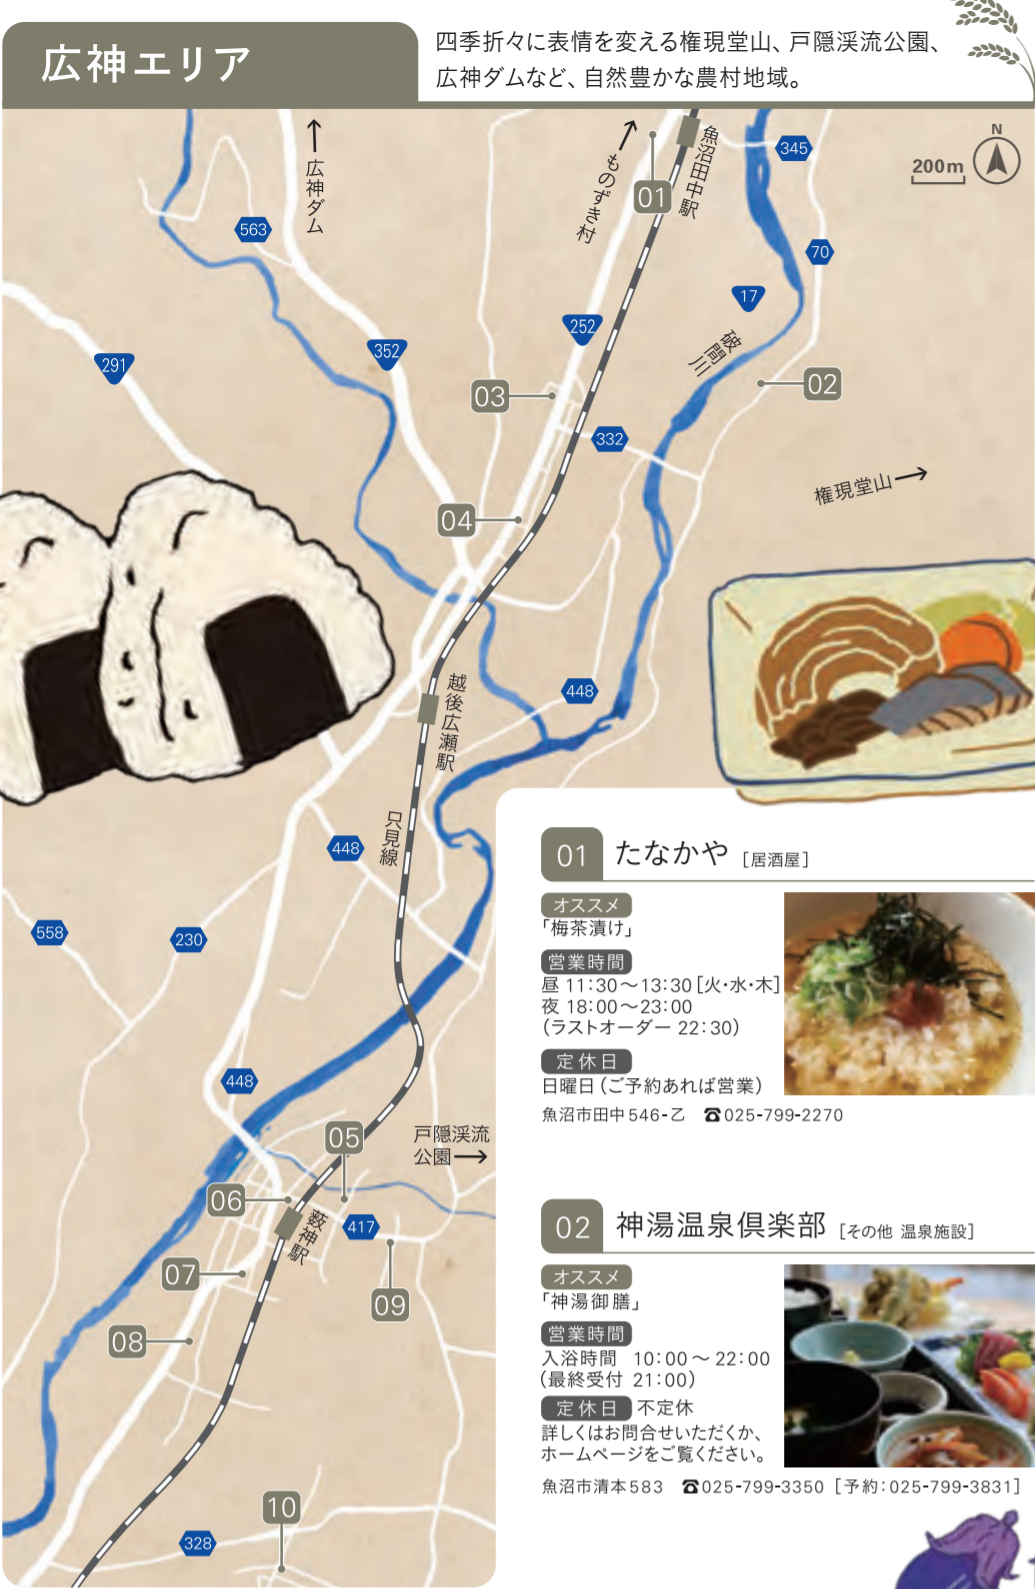 広神エリア
四季折々に表情を変える権現堂山、戸隠渓流公園、
広神ダムなど、自然豊かな農村地域。
N
200m
広神ダム
ものずき村
魚沼田中駅
01
345
563
70
17
252
352
291
破間川
03
02
332
権現堂山
04
越後広瀬駅
448
只見線
448
558
230
448
戸隠渓流
公園
05
06
417
藪神駅
07
09
08
10
328
01 たなかや [居酒屋]
オススメ
「梅茶漬け」
営業時間
昼 11:30～13:30 [火・水・木]
夜 18:00～23:00
(ラストオーダー 22:30)
定休日
日曜日(ご予約あれば営業)
魚沼市田中546-乙 ☎025-799-2270
02 神湯温泉倶楽部 [その他 温泉施設]
オススメ
「神湯御膳」
営業時間
入浴時間 10:00～22:00
(最終受付 21:00)
定休日 不定休
詳しくはお問合せいただくか、
ホームページをご覧ください。
魚沼市清本583 ☎025-799-3350 [予約:025-799-3831]